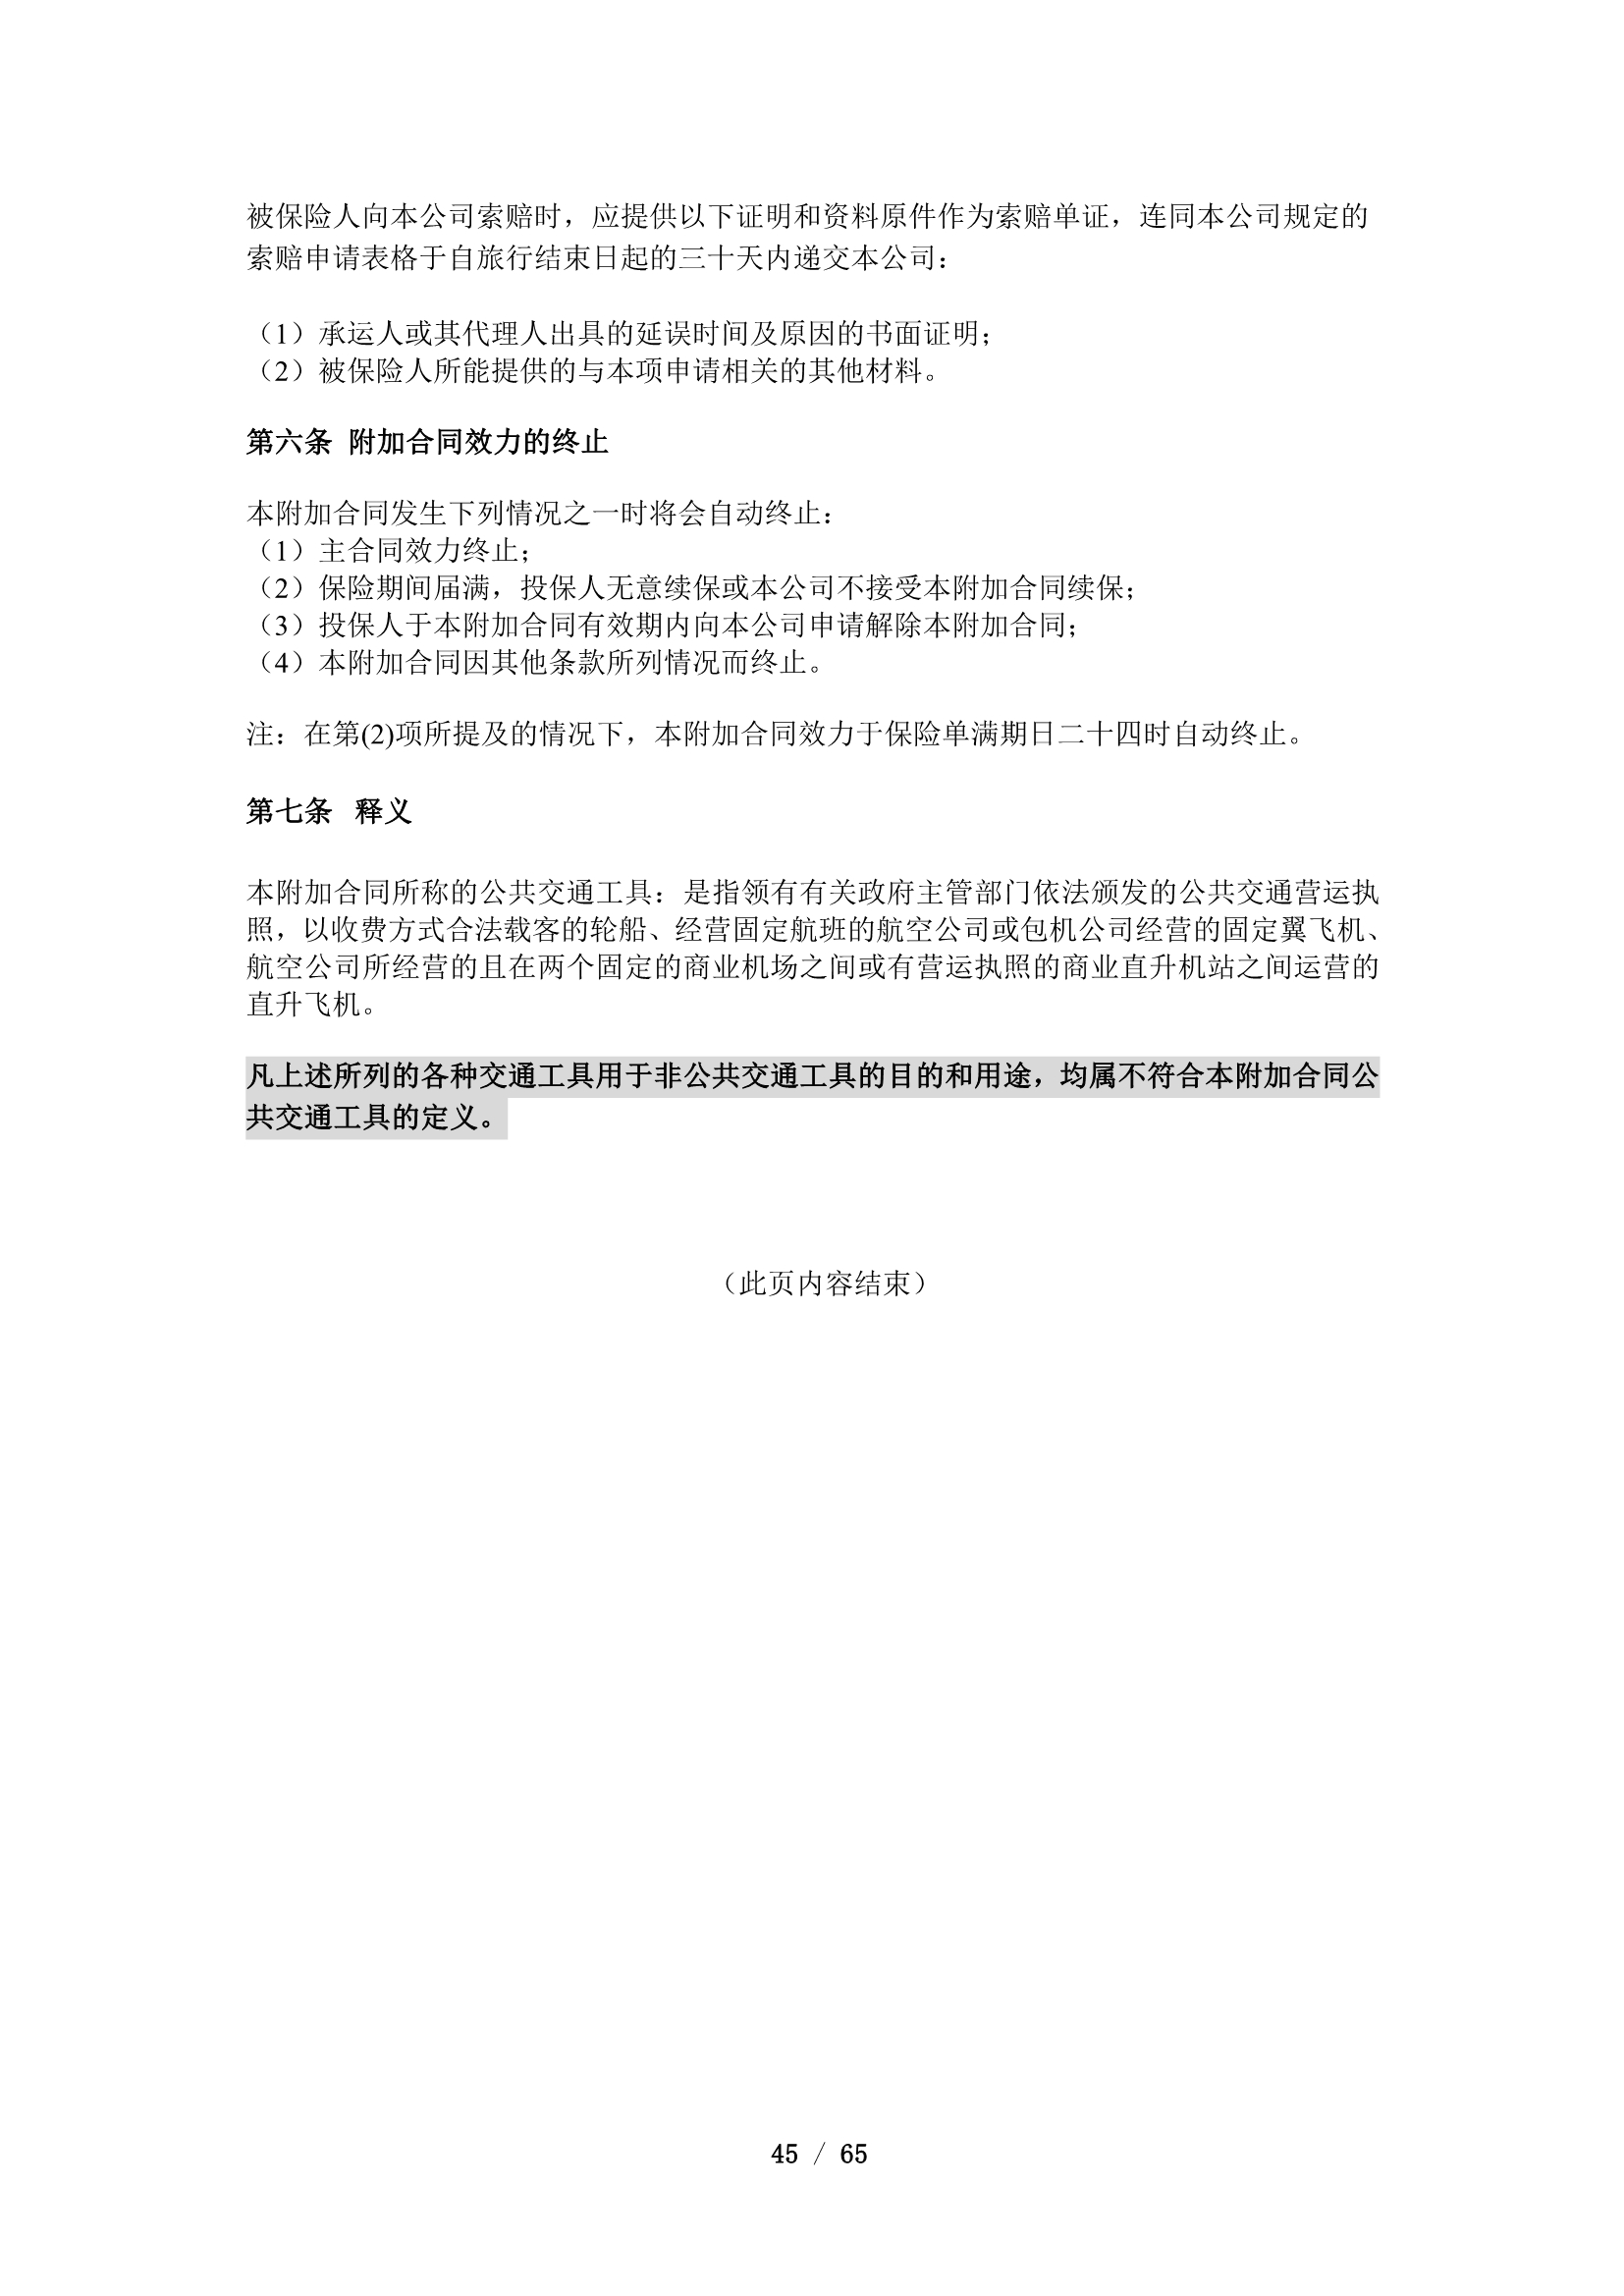 被保险人向本公司索赔时，应提供以下证明和资料原件作为索赔单证，连同本公司规定的
索赔申请表格于自旅行结束日起的三十天内递交本公司：
（1）承运人或其代理人出具的延误时间及原因的书面证明；
（2）被保险人所能提供的与本项申请相关的其他材料。
第六条 附加合同效力的终止
本附加合同发生下列情况之一时将会自动终止：
（1）主合同效力终止；
（2）保险期间届满，投保人无意续保或本公司不接受本附加合同续保；
（3）投保人于本附加合同有效期内向本公司申请解除本附加合同；
（4）本附加合同因其他条款所列情况而终止。
注：在第(2)项所提及的情况下，本附加合同效力于保险单满期日二十四时自动终止。
第七条 释义
本附加合同所称的公共交通工具：是指领有有关政府主管部门依法颁发的公共交通营运执
照，以收费方式合法载客的轮船、经营固定航班的航空公司或包机公司经营的固定翼飞机、
航空公司所经营的且在两个固定的商业机场之间或有营运执照的商业直升机站之间运营的
直升飞机。
凡上述所列的各种交通工具用于非公共交通工具的目的和用途，均属不符合本附加合同公
共交通工具的定义。
（此页内容结束）
45 / 65